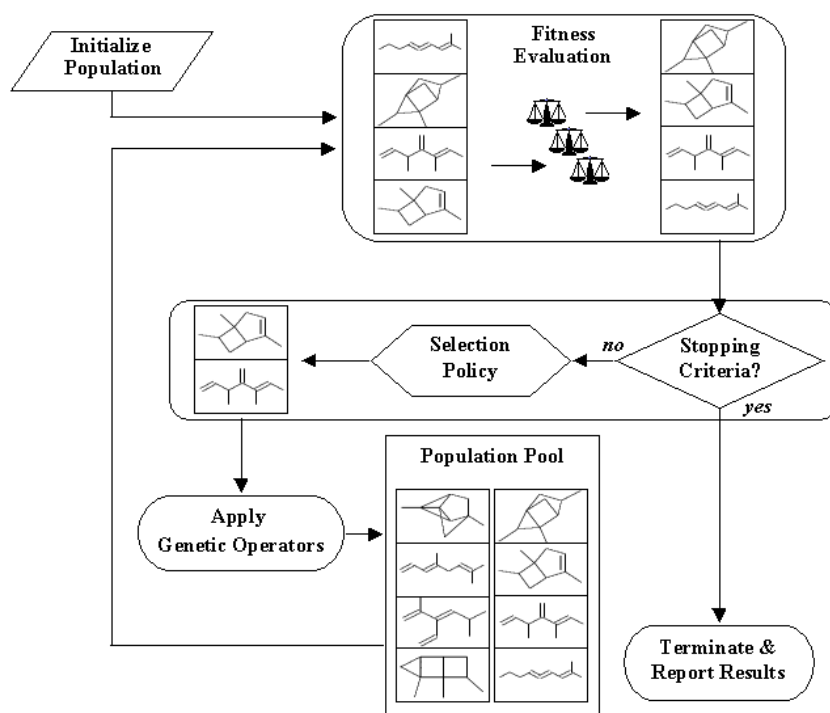 Initialize
Population
Fitness
Evaluation
Stopping
Criteria?
no
yes
Selection
Policy
Population Pool
Apply
Genetic Operators
Terminate &
Report Results